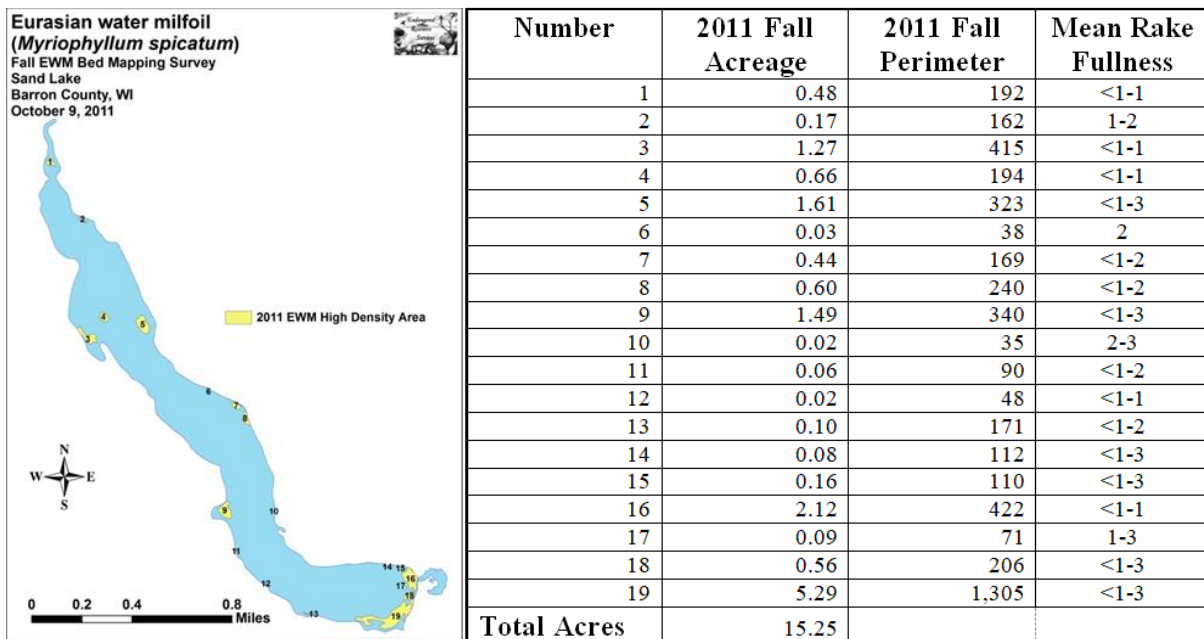 Eurasian water milfoil
(Myriophyllum spicatum)
Fall EWM Bed Mapping Survey
Sand Lake
Barron County, WI
October 9, 2011
Endangered
Resource
Services
1
2
4
5
3
2011 EWM High Density Area
6
7
8
N
W E
S
9
10
11
14 15
16
12
17
18
13
19
0 0.2 0.4 0.8
Miles
Number 2011 Fall Acreage 2011 Fall Perimeter Mean Rake Fullness
1 0.48 192 <1-1
2 0.17 162 1-2
3 1.27 415 <1-1
4 0.66 194 <1-1
5 1.61 323 <1-3
6 0.03 38 2
7 0.44 169 <1-2
8 0.60 240 <1-2
9 1.49 340 <1-3
10 0.02 35 2-3
11 0.06 90 <1-2
12 0.02 48 <1-1
13 0.10 171 <1-2
14 0.08 112 <1-3
15 0.16 110 <1-3
16 2.12 422 <1-1
17 0.09 71 1-3
18 0.56 206 <1-3
19 5.29 1,305 <1-3
Total Acres 15.25